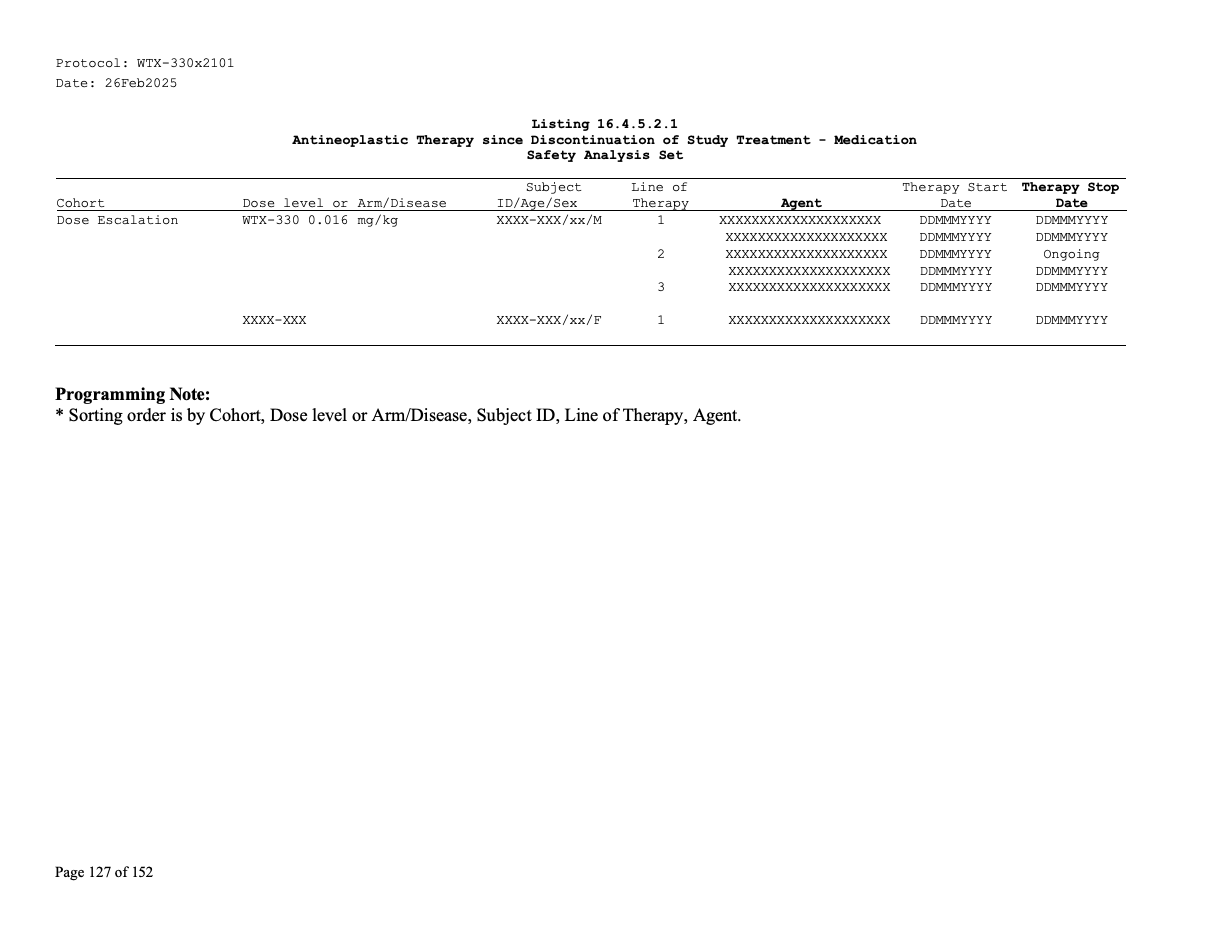 Protocol: WTX-330x2101
Date: 26Feb2025
Listing 16.4.5.2.1
Antineoplastic Therapy since Discontinuation of Study Treatment - Medication
Safety Analysis Set
Subject Line of Therapy Start Therapy Stop
Cohort Dose level or Arm/Disease ID/Age/Sex Therapy Agent Date Date
Dose Escalation WTX-330 0.016 mg/kg XXXX-XXX/xx/M 1 XXXXXXXXXXXXXXXXXXXX DDMMMYYYY DDMMMYYYY
XXXXXXXXXXXXXXXXXXXX DDMMMYYYY DDMMMYYYY
2 XXXXXXXXXXXXXXXXXXXX DDMMMYYYY Ongoing
XXXXXXXXXXXXXXXXXXXX DDMMMYYYY DDMMMYYYY
3 XXXXXXXXXXXXXXXXXXXX DDMMMYYYY DDMMMYYYY
XXXX-XXX XXXX-XXX/xx/F 1 XXXXXXXXXXXXXXXXXXXX DDMMMYYYY DDMMMYYYY
Programming Note:
* Sorting order is by Cohort, Dose level or Arm/Disease, Subject ID, Line of Therapy, Agent.
Page 127 of 152